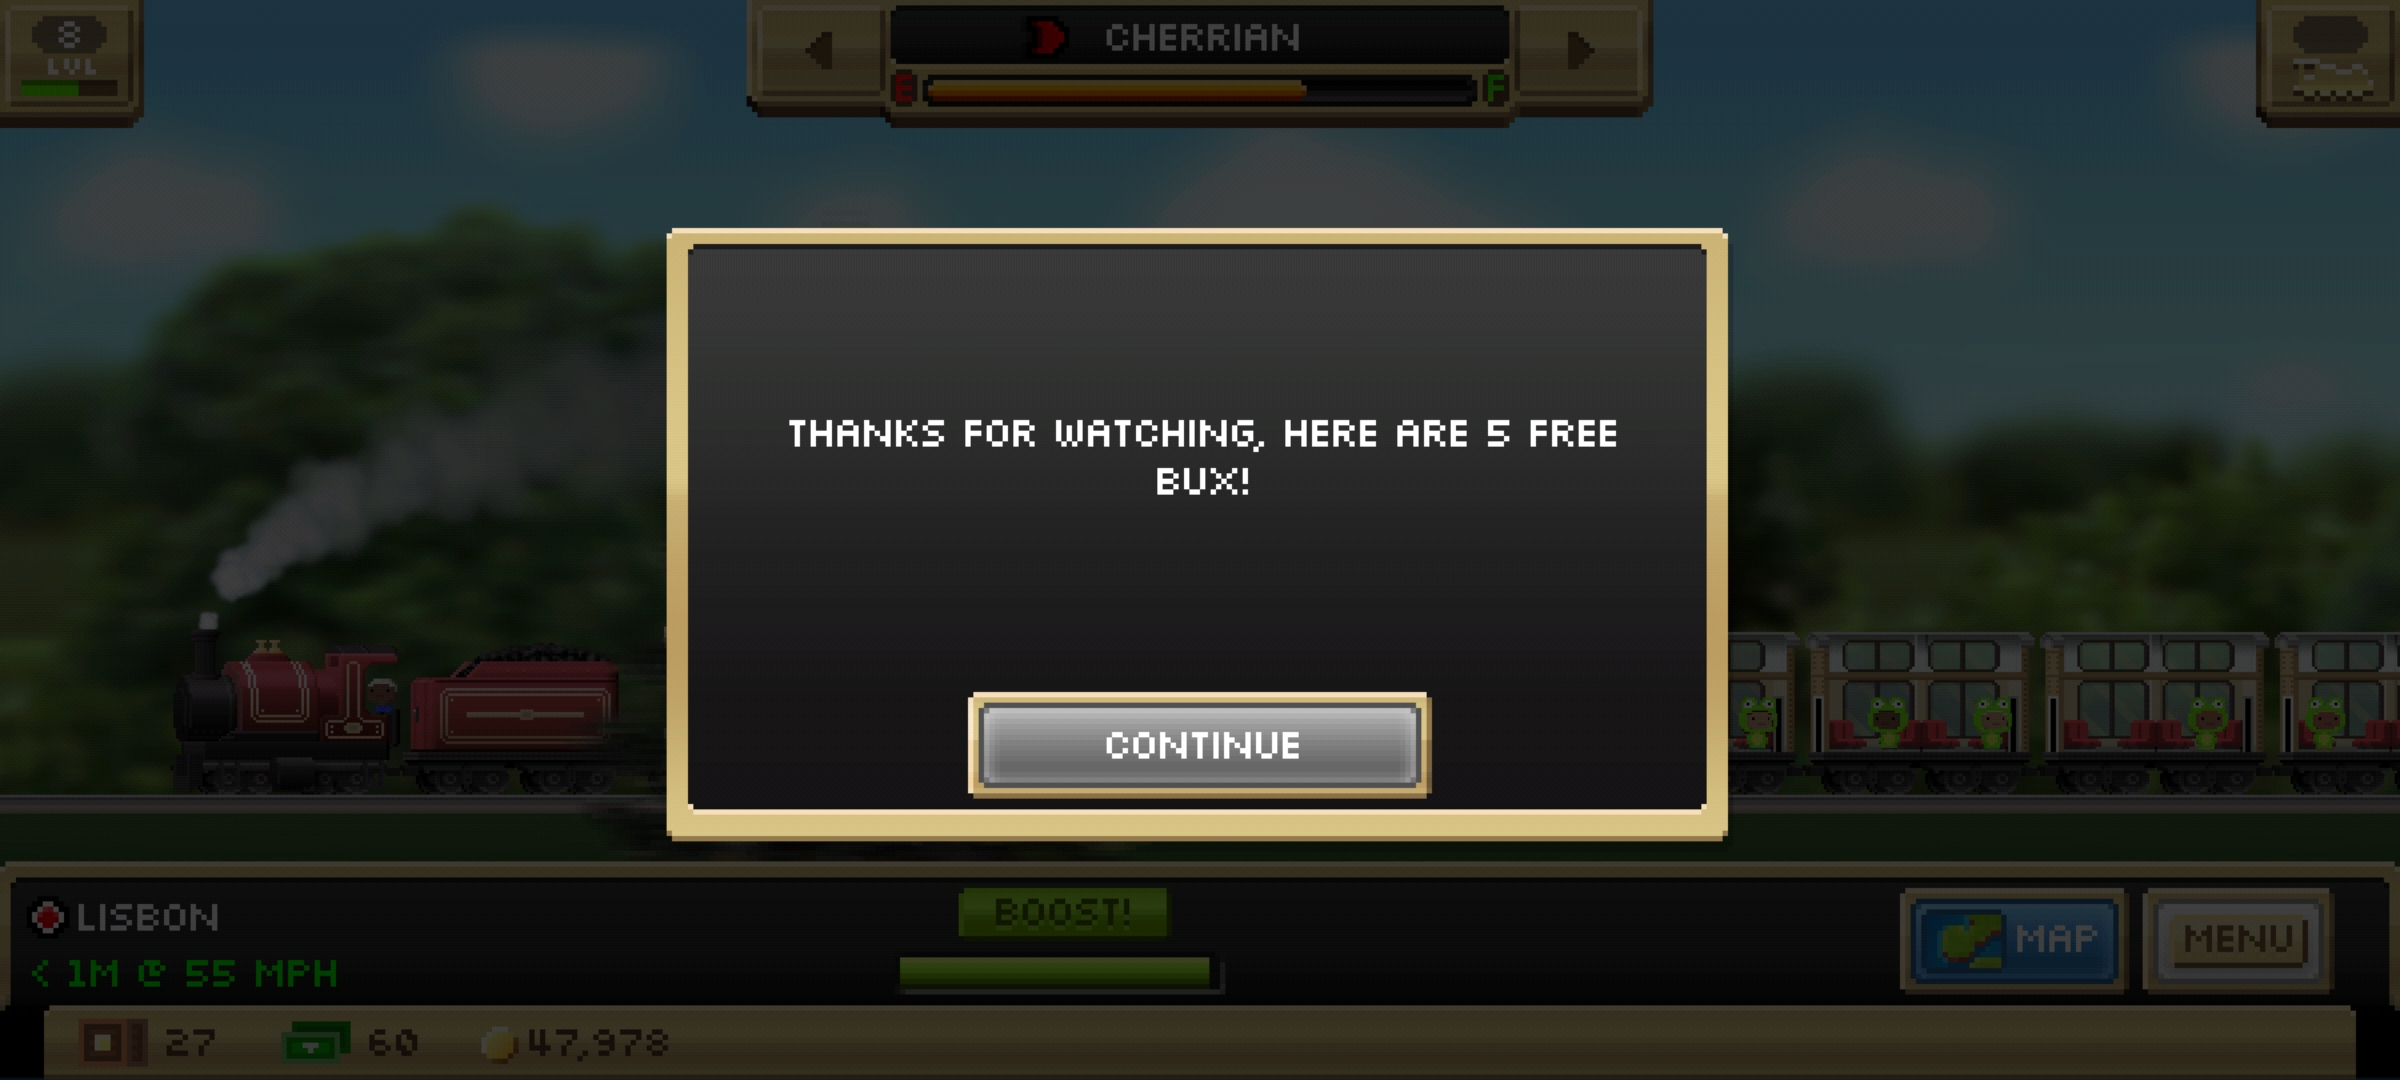 8
LVL
CHERRIAN
E
F
THANKS FOR WATCHING, HERE ARE 5 FREE
BUX!
CONTINUE
LISBON
< 1M @ 55 MPH
BOOST!
MAP
MENU
27
60
47,978